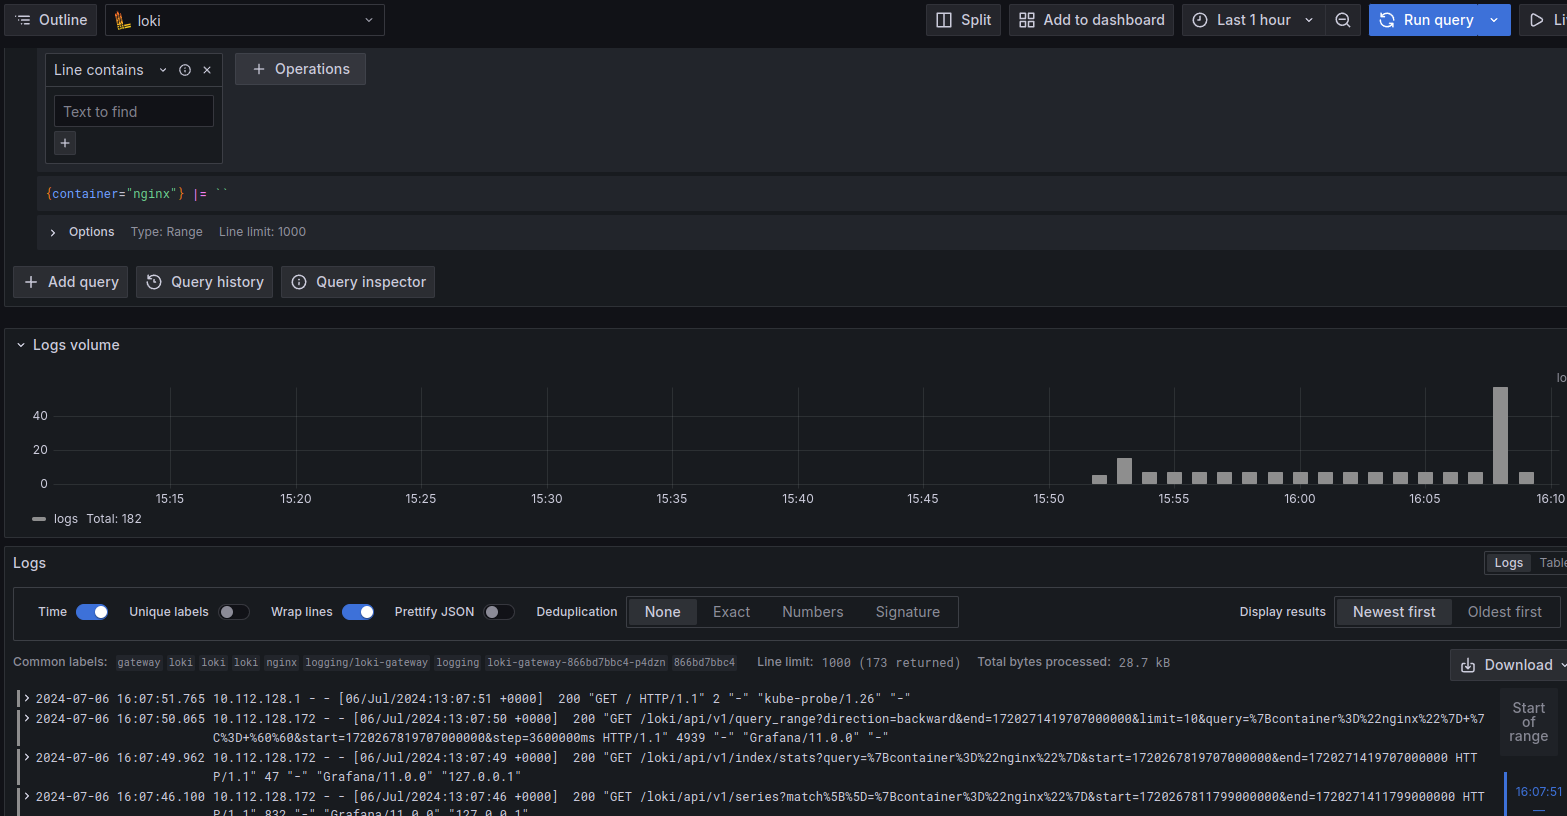 Outline loki Split Add to dashboard Last 1 hour Run query Li
Line contains Operations
Text to find
+
{container="nginx"} |= ``
Options Type: Range Line limit: 1000
+ Add query Query history Query inspector
Logs volume
lo
40
20
0
15:15 15:20 15:25 15:30 15:35 15:40 15:45 15:50 15:55 16:00 16:05 16:10
logs Total: 182
Logs Logs Table
Time Unique labels Wrap lines Prettify JSON Deduplication None Exact Numbers Signature Display results Newest first Oldest first
Common labels: gateway loki loki loki nginx logging/loki-gateway logging loki-gateway-866bd7bbc4-p4dzn 866bd7bbc4 Line limit: 1000 (173 returned) Total bytes processed: 28.7 kB
Download
2024-07-06 16:07:51.765 10.112.128.1 - - [06/Jul/2024:13:07:51 +0000]  200 "GET / HTTP/1.1" 2 "-" "kube-probe/1.26" "-"
2024-07-06 16:07:50.065 10.112.128.172 - - [06/Jul/2024:13:07:50 +0000]  200 "GET /loki/api/v1/query_range?direction=backward&end=1720271419707000000&limit=10&query=%7Bcontainer%3D%22nginx%22%7D+%7
C%3D+%60%60&start=1720267819707000000&step=3600000ms HTTP/1.1" 4939 "-" "Grafana/11.0.0" "-"
2024-07-06 16:07:49.962 10.112.128.172 - - [06/Jul/2024:13:07:49 +0000]  200 "GET /loki/api/v1/index/stats?query=%7Bcontainer%3D%22nginx%22%7D&start=1720267819707000000&end=1720271419707000000 HTT
P/1.1" 47 "-" "Grafana/11.0.0" "127.0.0.1"
2024-07-06 16:07:46.100 10.112.128.172 - - [06/Jul/2024:13:07:46 +0000]  200 "GET /loki/api/v1/series?match%5B%5D=%7Bcontainer%3D%22nginx%22%7D&start=1720267811799000000&end=1720271411799000000 HTT
P/1.1" 832 "-" "Grafana/11.0.0" "127.0.0.1"
Start
of
range
16:07:51